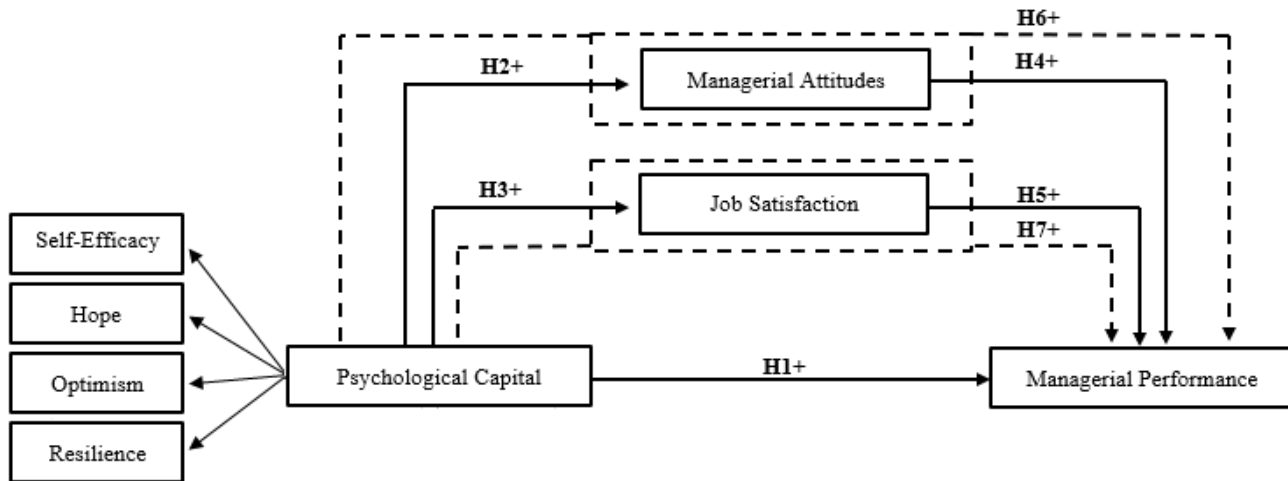 H6+
H2+
Managerial Attitudes
H4+
H3+
Job Satisfaction
H5+
H7+
Self-Efficacy
Hope
Optimism
Resilience
Psychological Capital
H1+
Managerial Performance